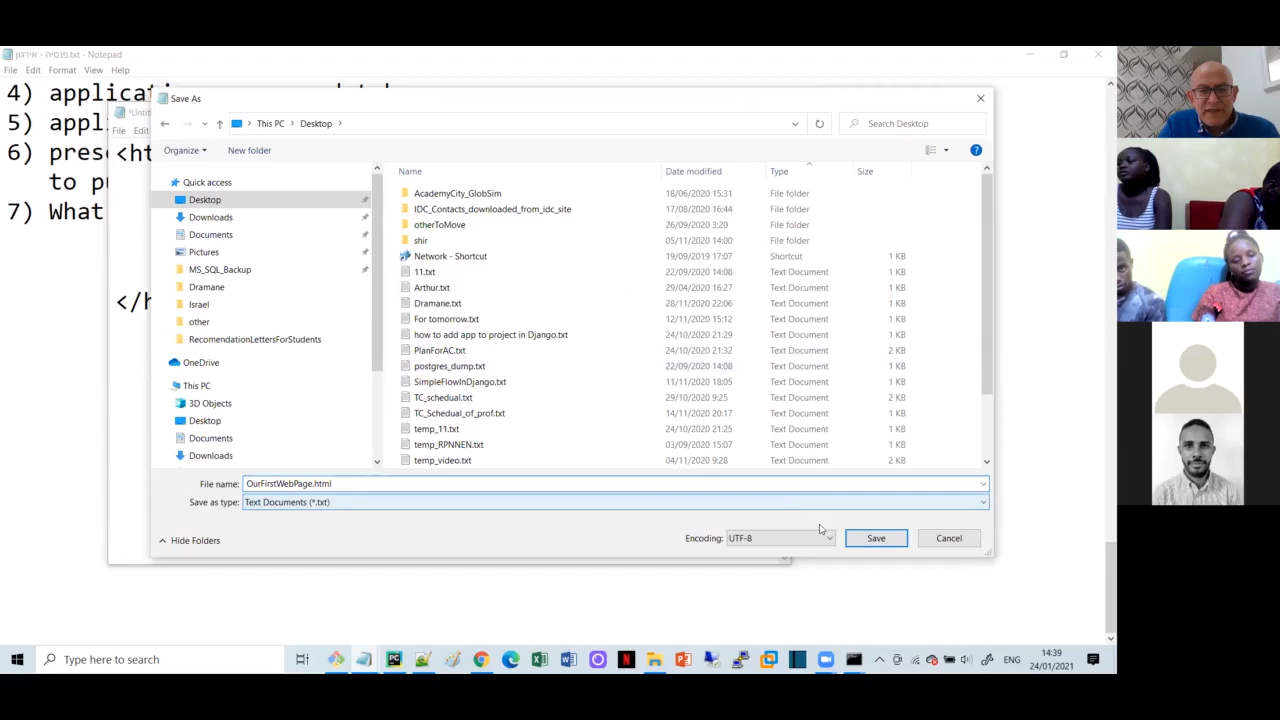 פנסיה - אירגון.txt - Notepad
File Edit Format View Help
4)
5)
6)
7) What
File Edit
Save As
This PC Desktop
Search Desktop
Organize New folder
Name Date modified Type Size
Quick access
Desktop
Downloads
Documents
Pictures
MS_SQL_Backup
Dramane
Israel
other
RecomendationLettersForStudents
OneDrive
This PC
3D Objects
Desktop
Documents
Downloads
AcademyCity_GlobSim 18/06/2020 15:31 File folder
IDC_Contacts_downloaded_from_idc_site 17/08/2020 16:44 File folder
otherToMove 26/09/2020 3:20 File folder
shir 05/11/2020 14:00 File folder
Network - Shortcut 19/09/2019 17:07 Shortcut 1 KB
11.txt 22/09/2020 14:08 Text Document 1 KB
Arthur.txt 29/04/2020 16:27 Text Document 1 KB
Dramane.txt 28/11/2020 22:06 Text Document 1 KB
For tomorrow.txt 12/11/2020 15:12 Text Document 1 KB
how to add app to project in Django.txt 24/10/2020 21:29 Text Document 1 KB
PlanForAC.txt 24/10/2020 21:32 Text Document 2 KB
postgres_dump.txt 22/09/2020 14:08 Text Document 1 KB
SimpleFlowInDjango.txt 11/11/2020 18:05 Text Document 1 KB
TC_schedual.txt 29/10/2020 9:25 Text Document 2 KB
TC_Schedual_of_prof.txt 14/11/2020 20:17 Text Document 1 KB
temp_11.txt 24/10/2020 21:25 Text Document 1 KB
temp_RPNNEN.txt 03/09/2020 15:07 Text Document 1 KB
temp_video.txt 04/11/2020 9:28 Text Document 2 KB
File name: OurFirstWebPage.html
Save as type: Text Documents (*.txt)
Hide Folders Encoding: UTF-8 Save Cancel
Type here to search
ENG 14:39
24/01/2021